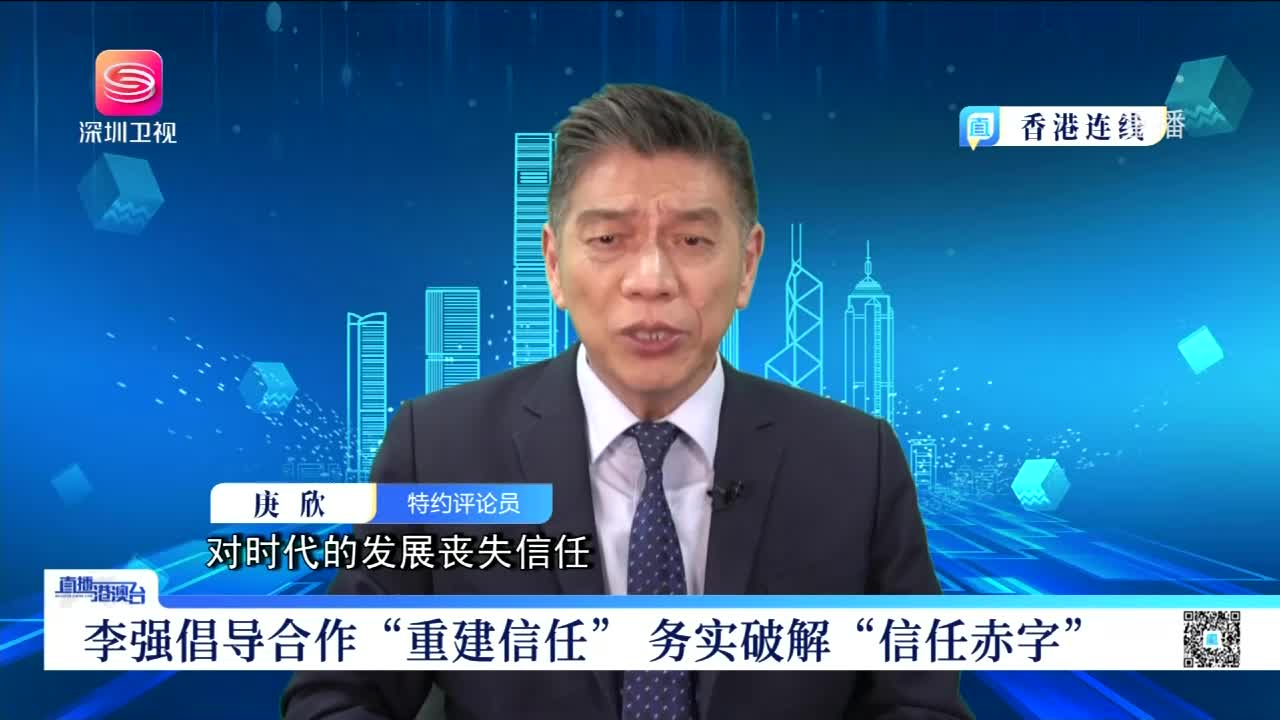 深圳卫视
直 香港连线播
庚欣 特约评论员
对时代的发展丧失信任
直播港澳台
李强倡导合作“重建信任” 务实破解“信任赤字”